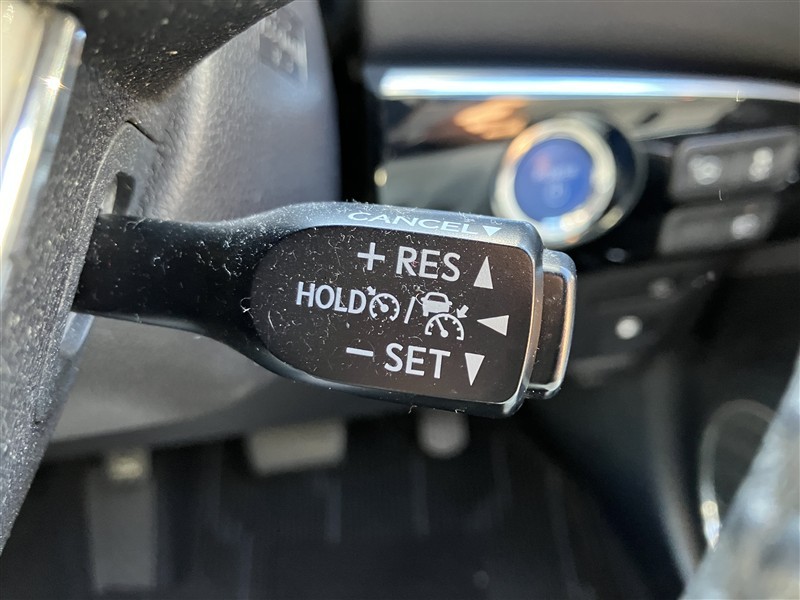 CANCEL
+ RES
HOLD /
− SET